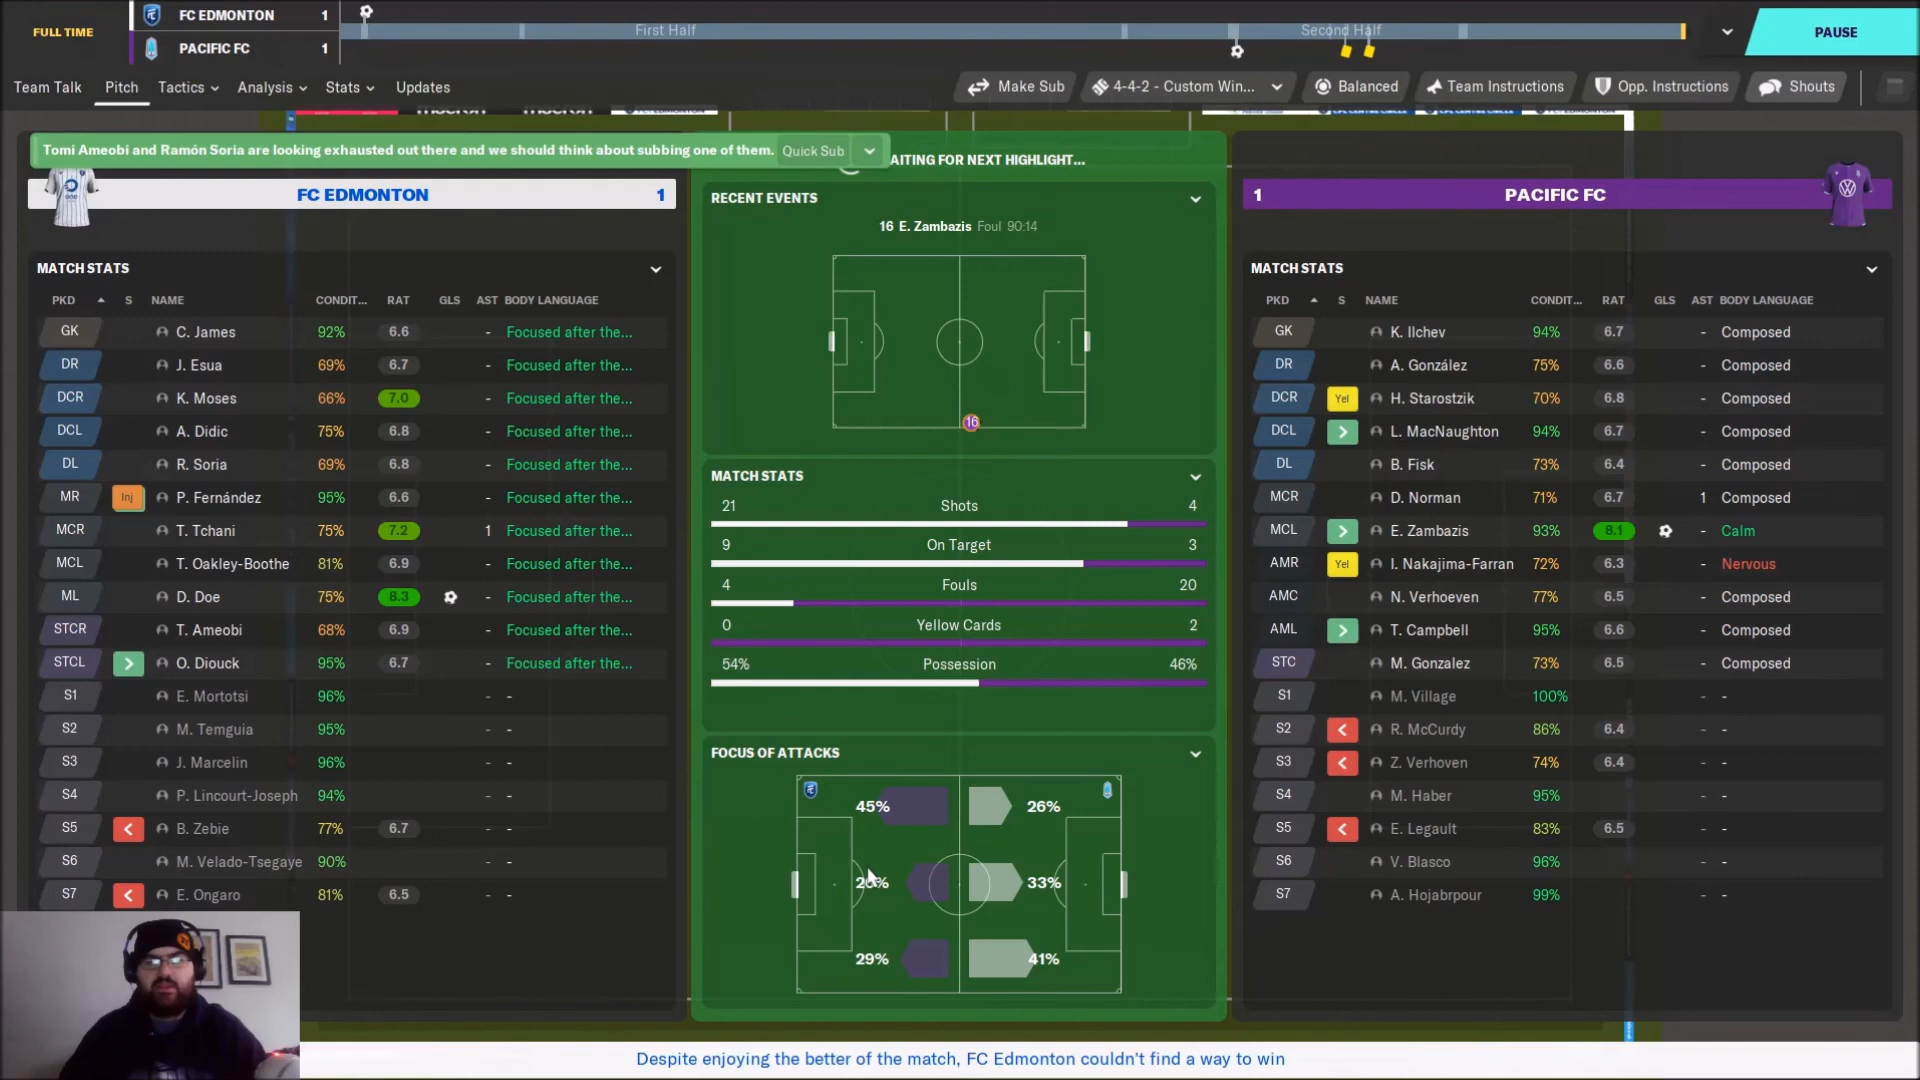 FULL TIME
FC EDMONTON 1
PACIFIC FC 1
First Half
Second Half
PAUSE
Team Talk Pitch Tactics Analysis Stats Updates
Make Sub 4-4-2 - Custom Win... Balanced Team Instructions Opp. Instructions Shouts
Tomi Ameobi and Ramón Soria are looking exhausted out there and we should think about subbing one of them. Quick Sub
AITING FOR NEXT HIGHLIGHT...
FC EDMONTON 1
MATCH STATS
PKD S NAME CONDIT... RAT GLS AST BODY LANGUAGE
GK C. James 92% 6.6 - Focused after the...
DR J. Esua 69% 6.7 - Focused after the...
DCR K. Moses 66% 7.0 - Focused after the...
DCL A. Didic 75% 6.8 - Focused after the...
DL R. Soria 69% 6.8 - Focused after the...
MR Inj P. Fernández 95% 6.6 - Focused after the...
MCR T. Tchani 75% 7.2 1 Focused after the...
MCL T. Oakley-Boothe 81% 6.9 - Focused after the...
ML D. Doe 75% 8.3 - Focused after the...
STCR T. Ameobi 68% 6.9 - Focused after the...
STCL O. Diouck 95% 6.7 - Focused after the...
S1 E. Mortotsi 96% - -
S2 M. Temguia 95% - -
S3 J. Marcelin 96% - -
S4 P. Lincourt-Joseph 94% - -
S5 B. Zebie 77% 6.7 - -
S6 M. Velado-Tsegaye 90% - -
S7 E. Ongaro 81% 6.5 - -
RECENT EVENTS
16 E. Zambazis Foul 90:14
16
MATCH STATS
21 Shots 4
9 On Target 3
4 Fouls 20
0 Yellow Cards 2
54% Possession 46%
FOCUS OF ATTACKS
45% 26%
33%
29% 41%
1 PACIFIC FC
MATCH STATS
PKD S NAME CONDIT... RAT GLS AST BODY LANGUAGE
GK K. Ilchev 94% 6.7 - Composed
DR A. González 75% 6.6 - Composed
DCR Yel H. Starostzik 70% 6.8 - Composed
DCL L. MacNaughton 94% 6.7 - Composed
DL B. Fisk 73% 6.4 - Composed
MCR D. Norman 71% 6.7 1 Composed
MCL E. Zambazis 93% 8.1 - Calm
AMR Yel I. Nakajima-Farran 72% 6.3 - Nervous
AMC N. Verhoeven 77% 6.5 - Composed
AML T. Campbell 95% 6.6 - Composed
STC M. Gonzalez 73% 6.5 - Composed
S1 M. Village 100% - -
S2 R. McCurdy 86% 6.4 - -
S3 Z. Verhoven 74% 6.4 - -
S4 M. Haber 95% - -
S5 E. Legault 83% 6.5 - -
S6 V. Blasco 96% - -
S7 A. Hojabrpour 99% - -
Despite enjoying the better of the match, FC Edmonton couldn't find a way to win